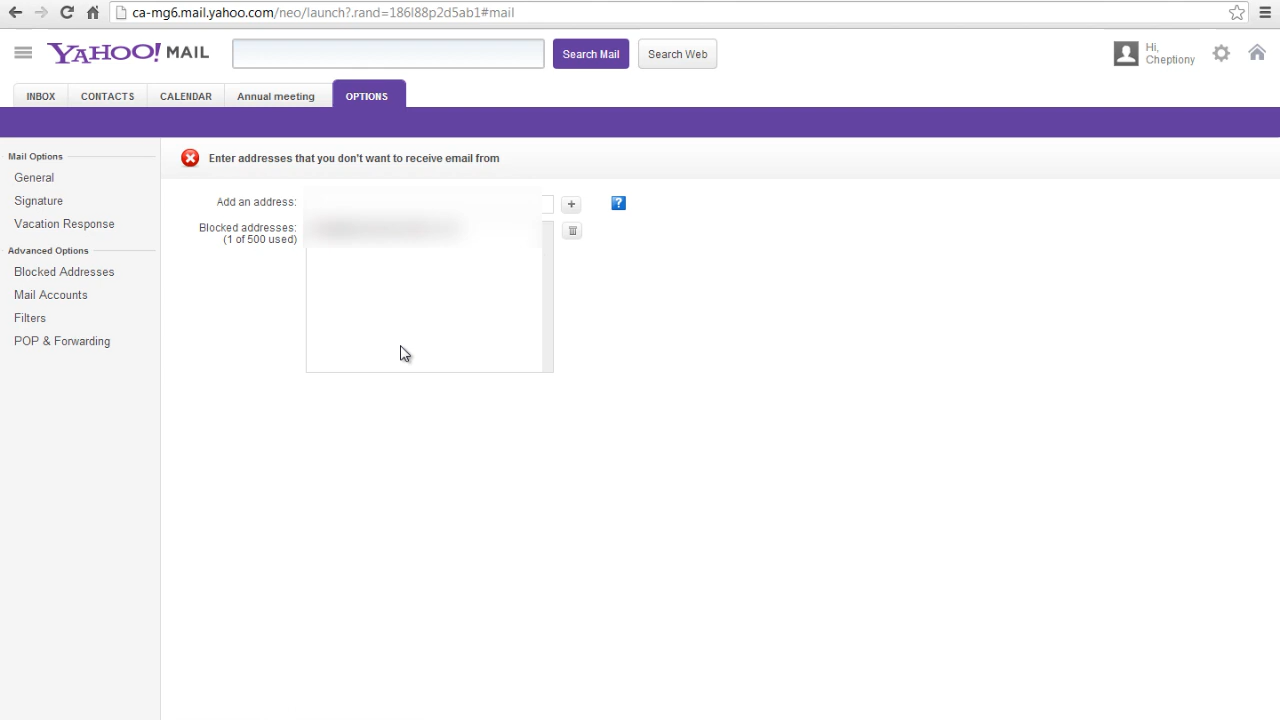 ca-mg6.mail.yahoo.com/neo/launch?.rand=186l88p2d5ab1#mail
YAHOO! MAIL
Search Mail
Search Web
Hi,
Cheptiony
INBOX
CONTACTS
CALENDAR
Annual meeting
OPTIONS
Mail Options
General
Signature
Vacation Response
Advanced Options
Blocked Addresses
Mail Accounts
Filters
POP & Forwarding
Enter addresses that you don't want to receive email from
Add an address:
+
?
Blocked addresses:
(1 of 500 used)